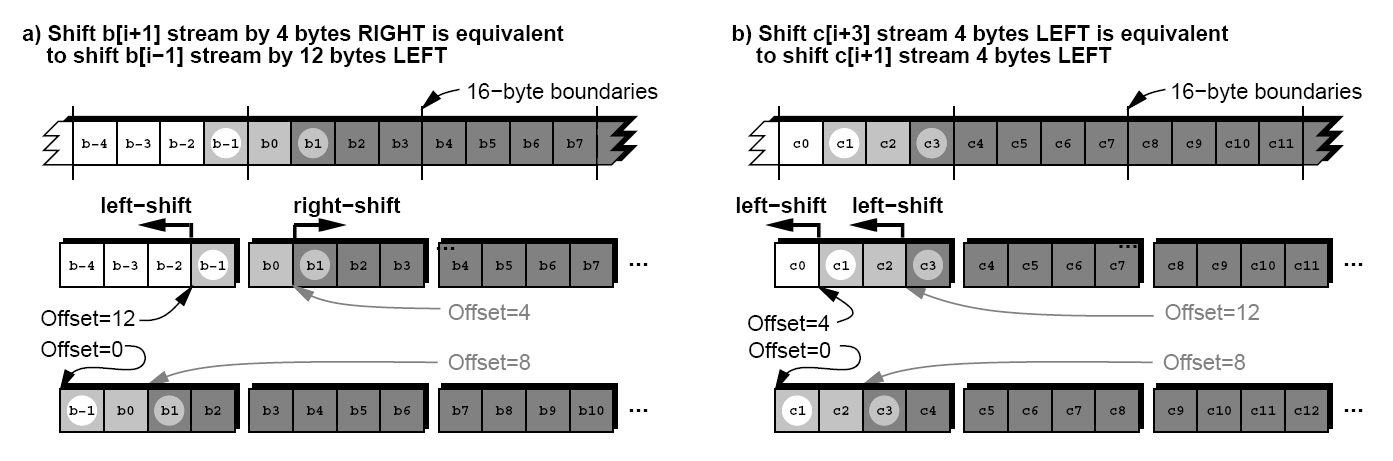 a) Shift b[i+1] stream by 4 bytes RIGHT is equivalent
to shift b[i−1] stream by 12 bytes LEFT
16−byte boundaries
b-4 b-3 b-2 b-1 b0 b1 b2 b3 b4 b5 b6 b7
left−shift right−shift
b-4 b-3 b-2 b-1 b0 b1 b2 b3 ... b4 b5 b6 b7 ...
Offset=12 Offset=4
Offset=0 Offset=8
b-1 b0 b1 b2 b3 b4 b5 b6 b7 b8 b9 b10 ...
b) Shift c[i+3] stream 4 bytes LEFT is equivalent
to shift c[i+1] stream 4 bytes LEFT
16−byte boundaries
c0 c1 c2 c3 c4 c5 c6 c7 c8 c9 c10 c11
left−shift left−shift
c0 c1 c2 c3 c4 c5 c6 c7 ... c8 c9 c10 c11 ...
Offset=4 Offset=12
Offset=0 Offset=8
c1 c2 c3 c4 c5 c6 c7 c8 c9 c10 c11 c12 ...